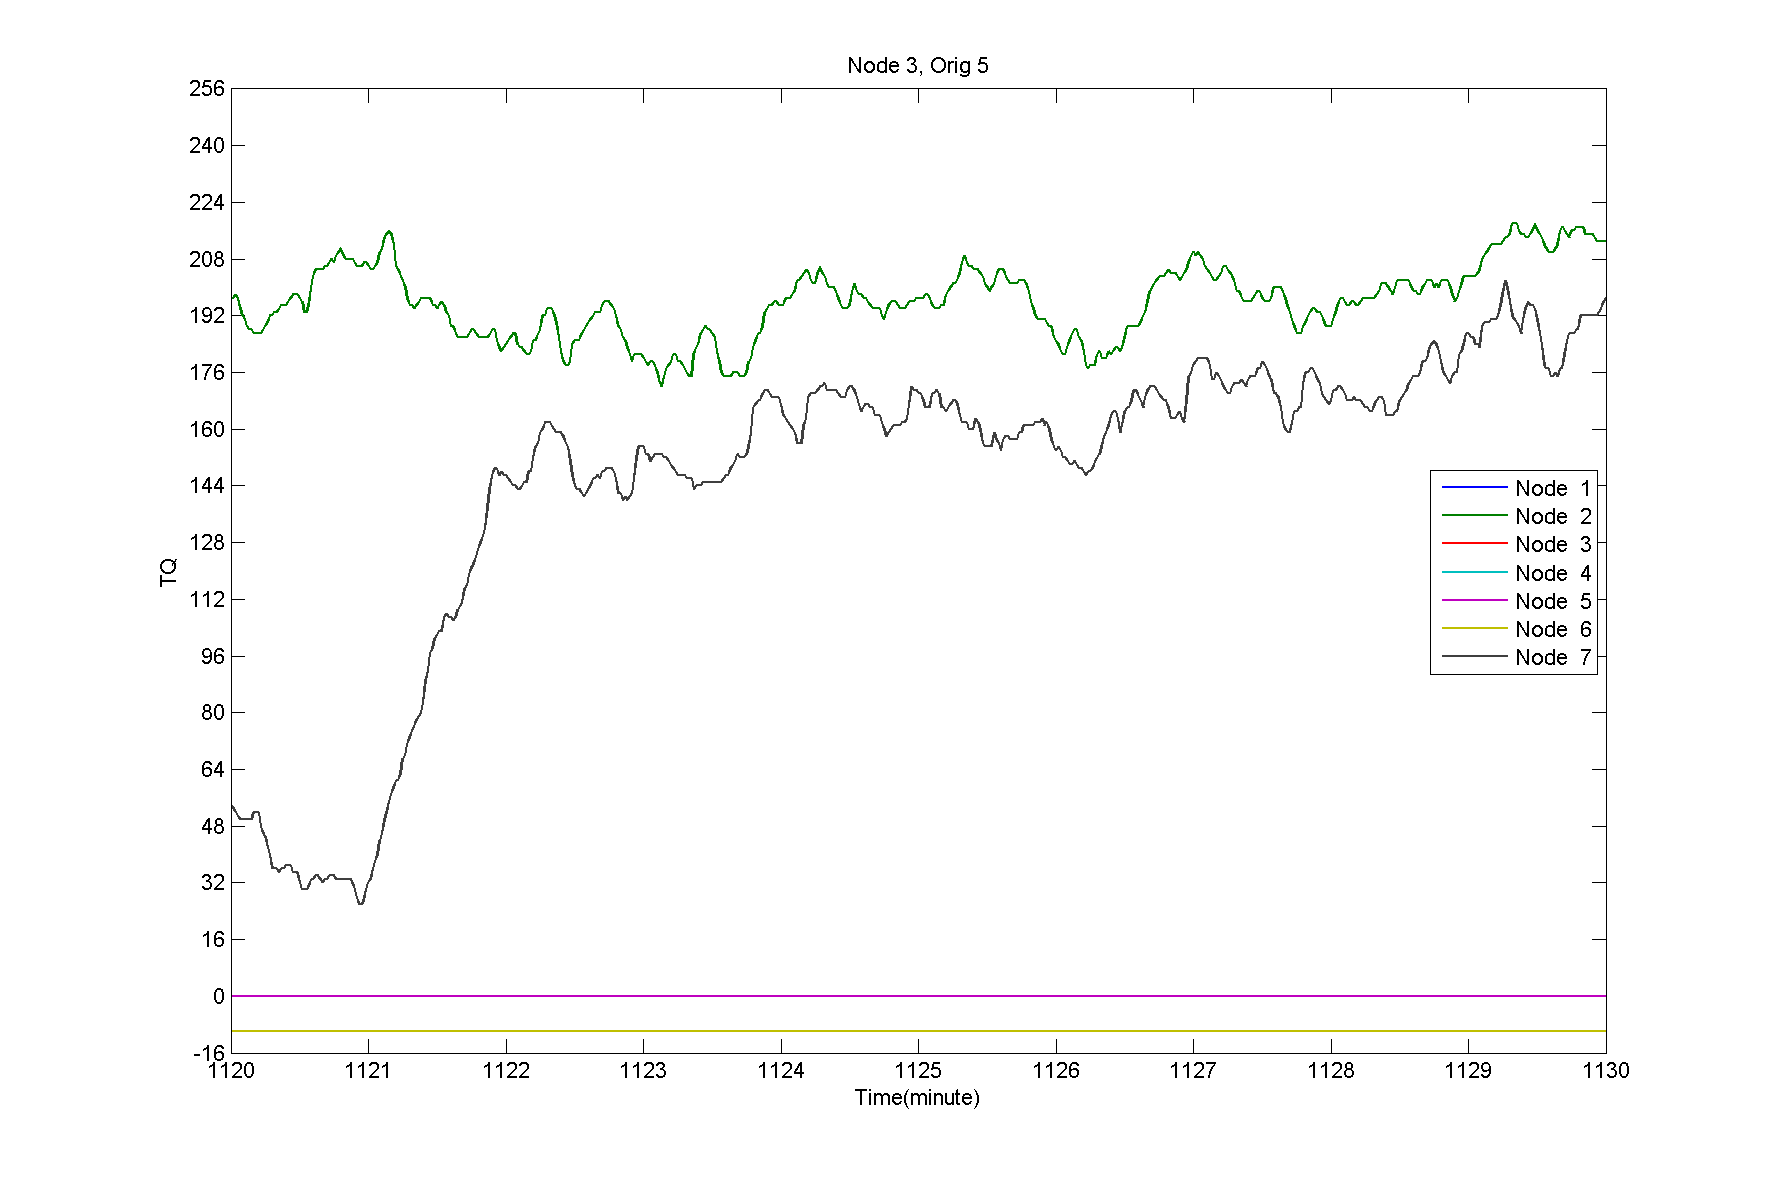 Node 3, Orig 5
256
240
224
208
192
176
160
144
128
112
96
80
64
48
32
16
0
-16
TQ
Node 1
Node 2
Node 3
Node 4
Node 5
Node 6
Node 7
1120 1121 1122 1123 1124 1125 1126 1127 1128 1129 1130
Time(minute)